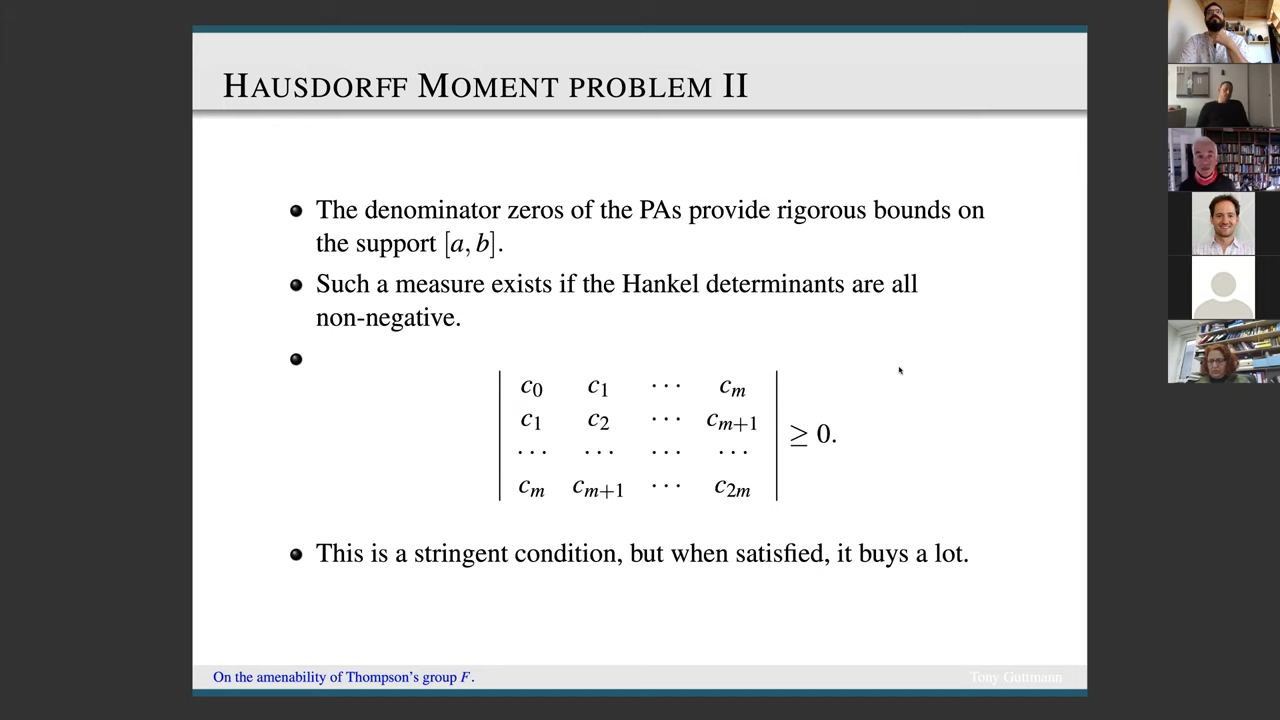 HAUSDORFF MOMENT PROBLEM II
The denominator zeros of the PAs provide rigorous bounds on
the support [a, b].
Such a measure exists if the Hankel determinants are all
non-negative.
c₀ c₁ ⋯ cₘ
c₁ c₂ ⋯ cₘ₊₁
⋯ ⋯ ⋯ ⋯
cₘ cₘ₊₁ ⋯ c₂ₘ
≥ 0.
This is a stringent condition, but when satisfied, it buys a lot.
On the amenability of Thompson's group F.
Tony Guttmann